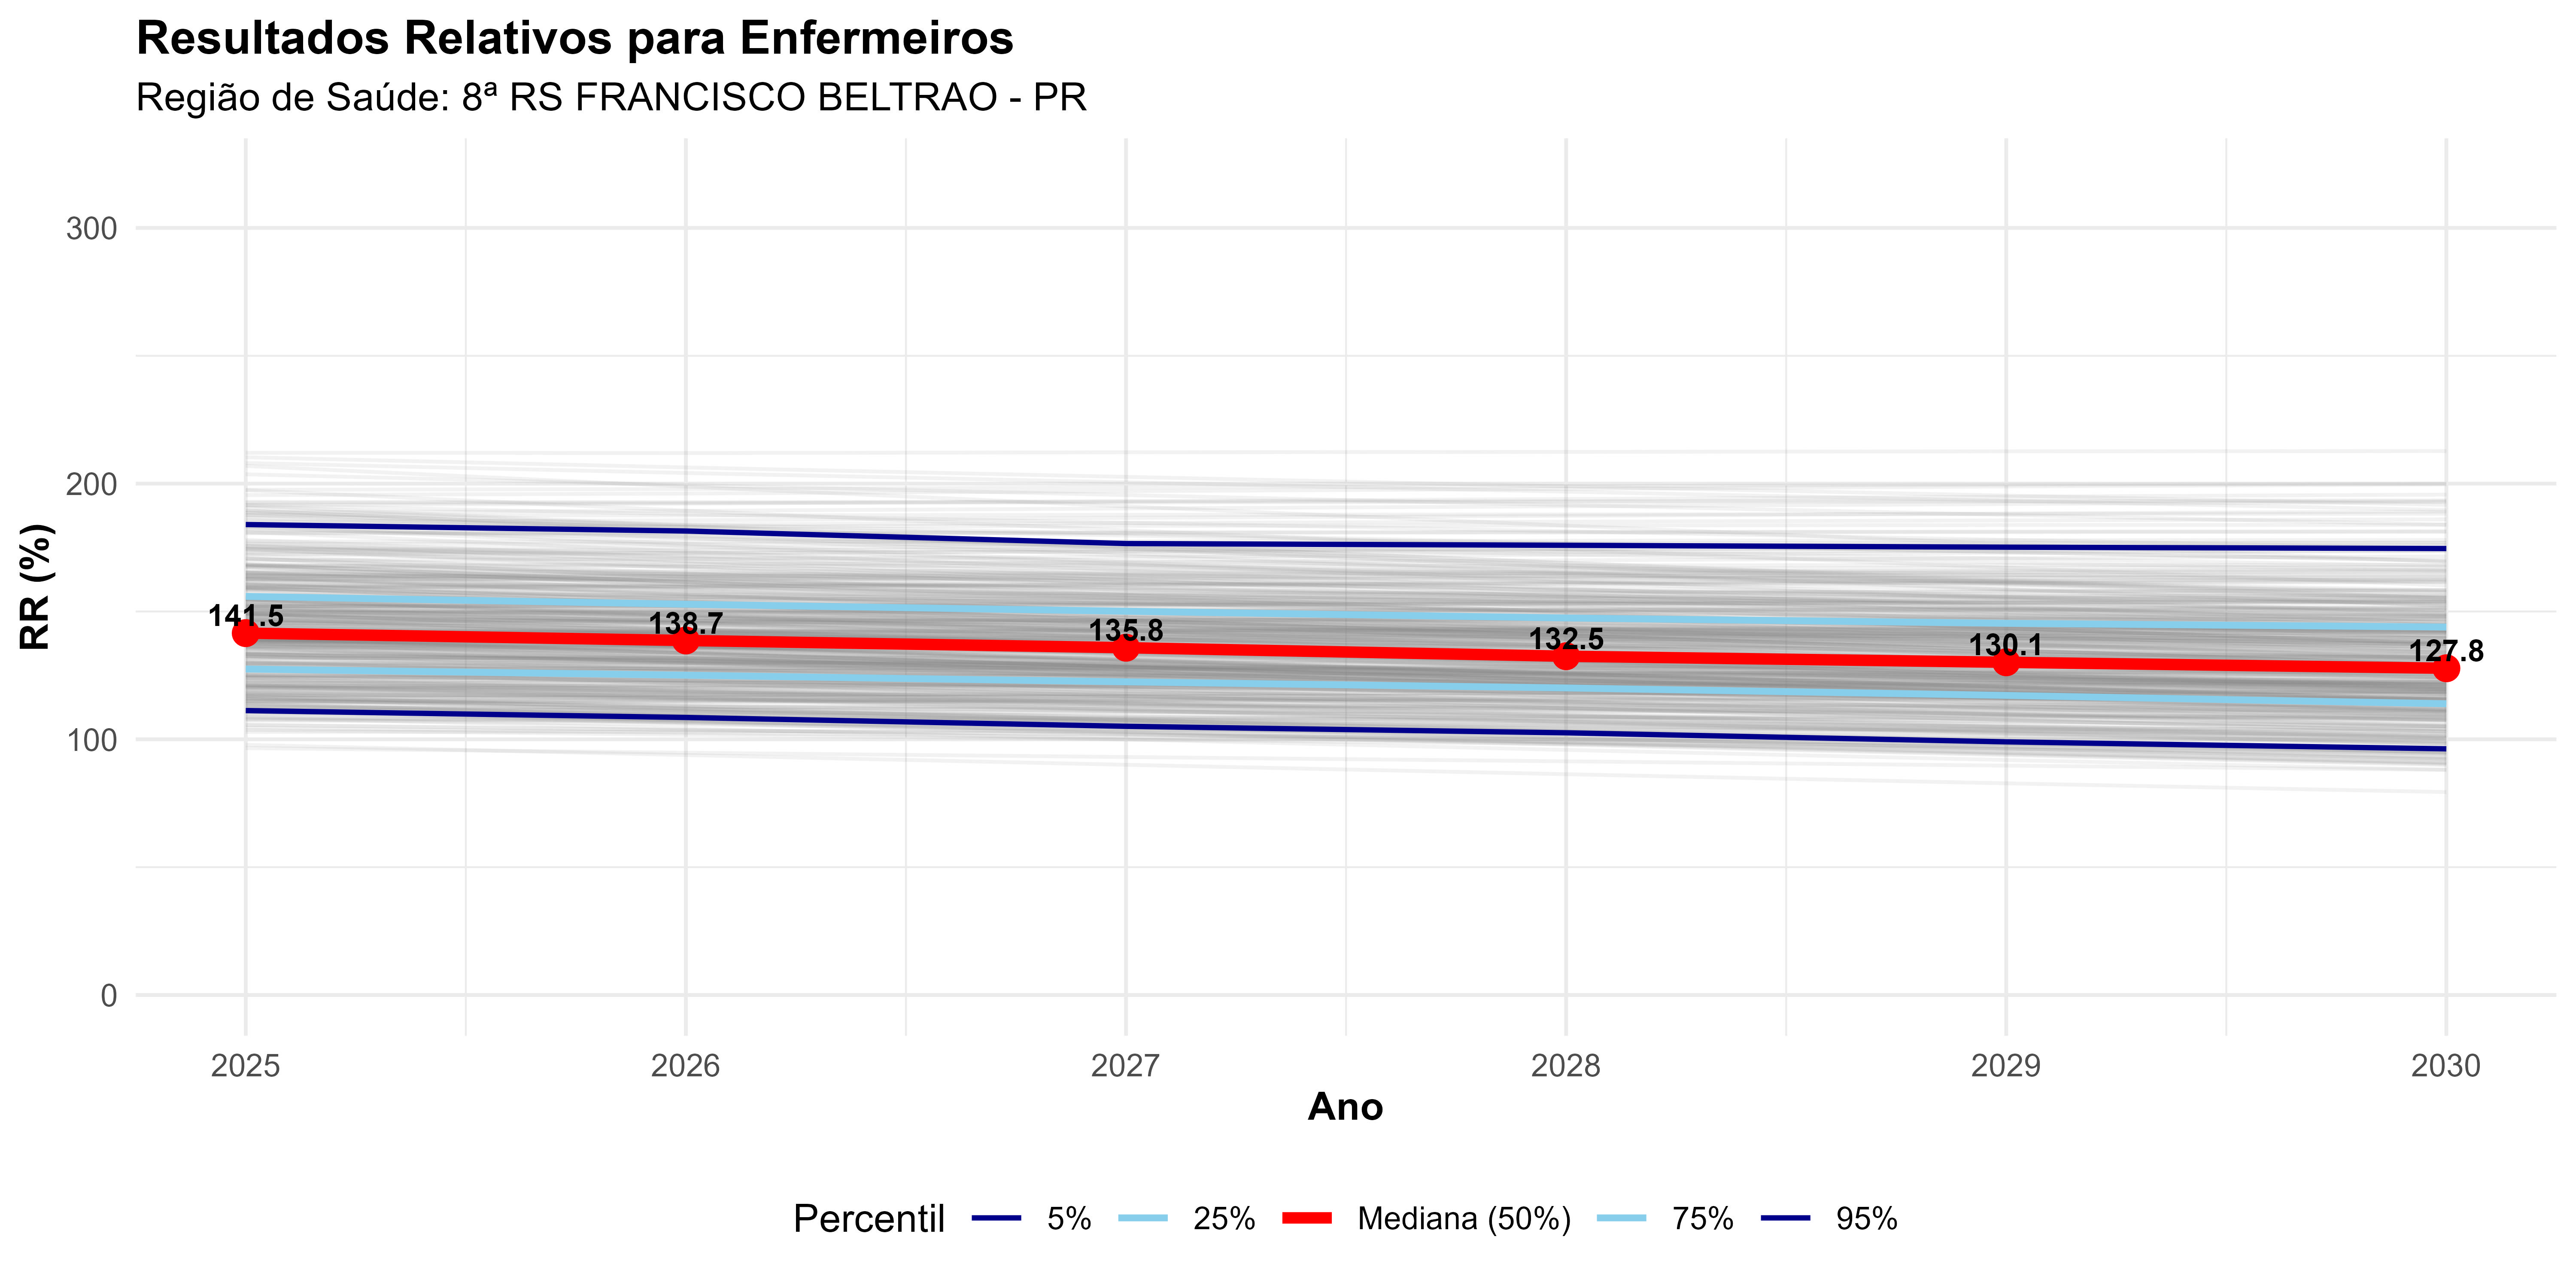 Resultados Relativos para Enfermeiros
Região de Saúde: 8ª RS FRANCISCO BELTRAO - PR
RR (%)
300
200
100
0
141.5
138.7
135.8
132.5
130.1
127.8
2025 2026 2027 2028 2029 2030
Ano
Percentil 5% 25% Mediana (50%) 75% 95%